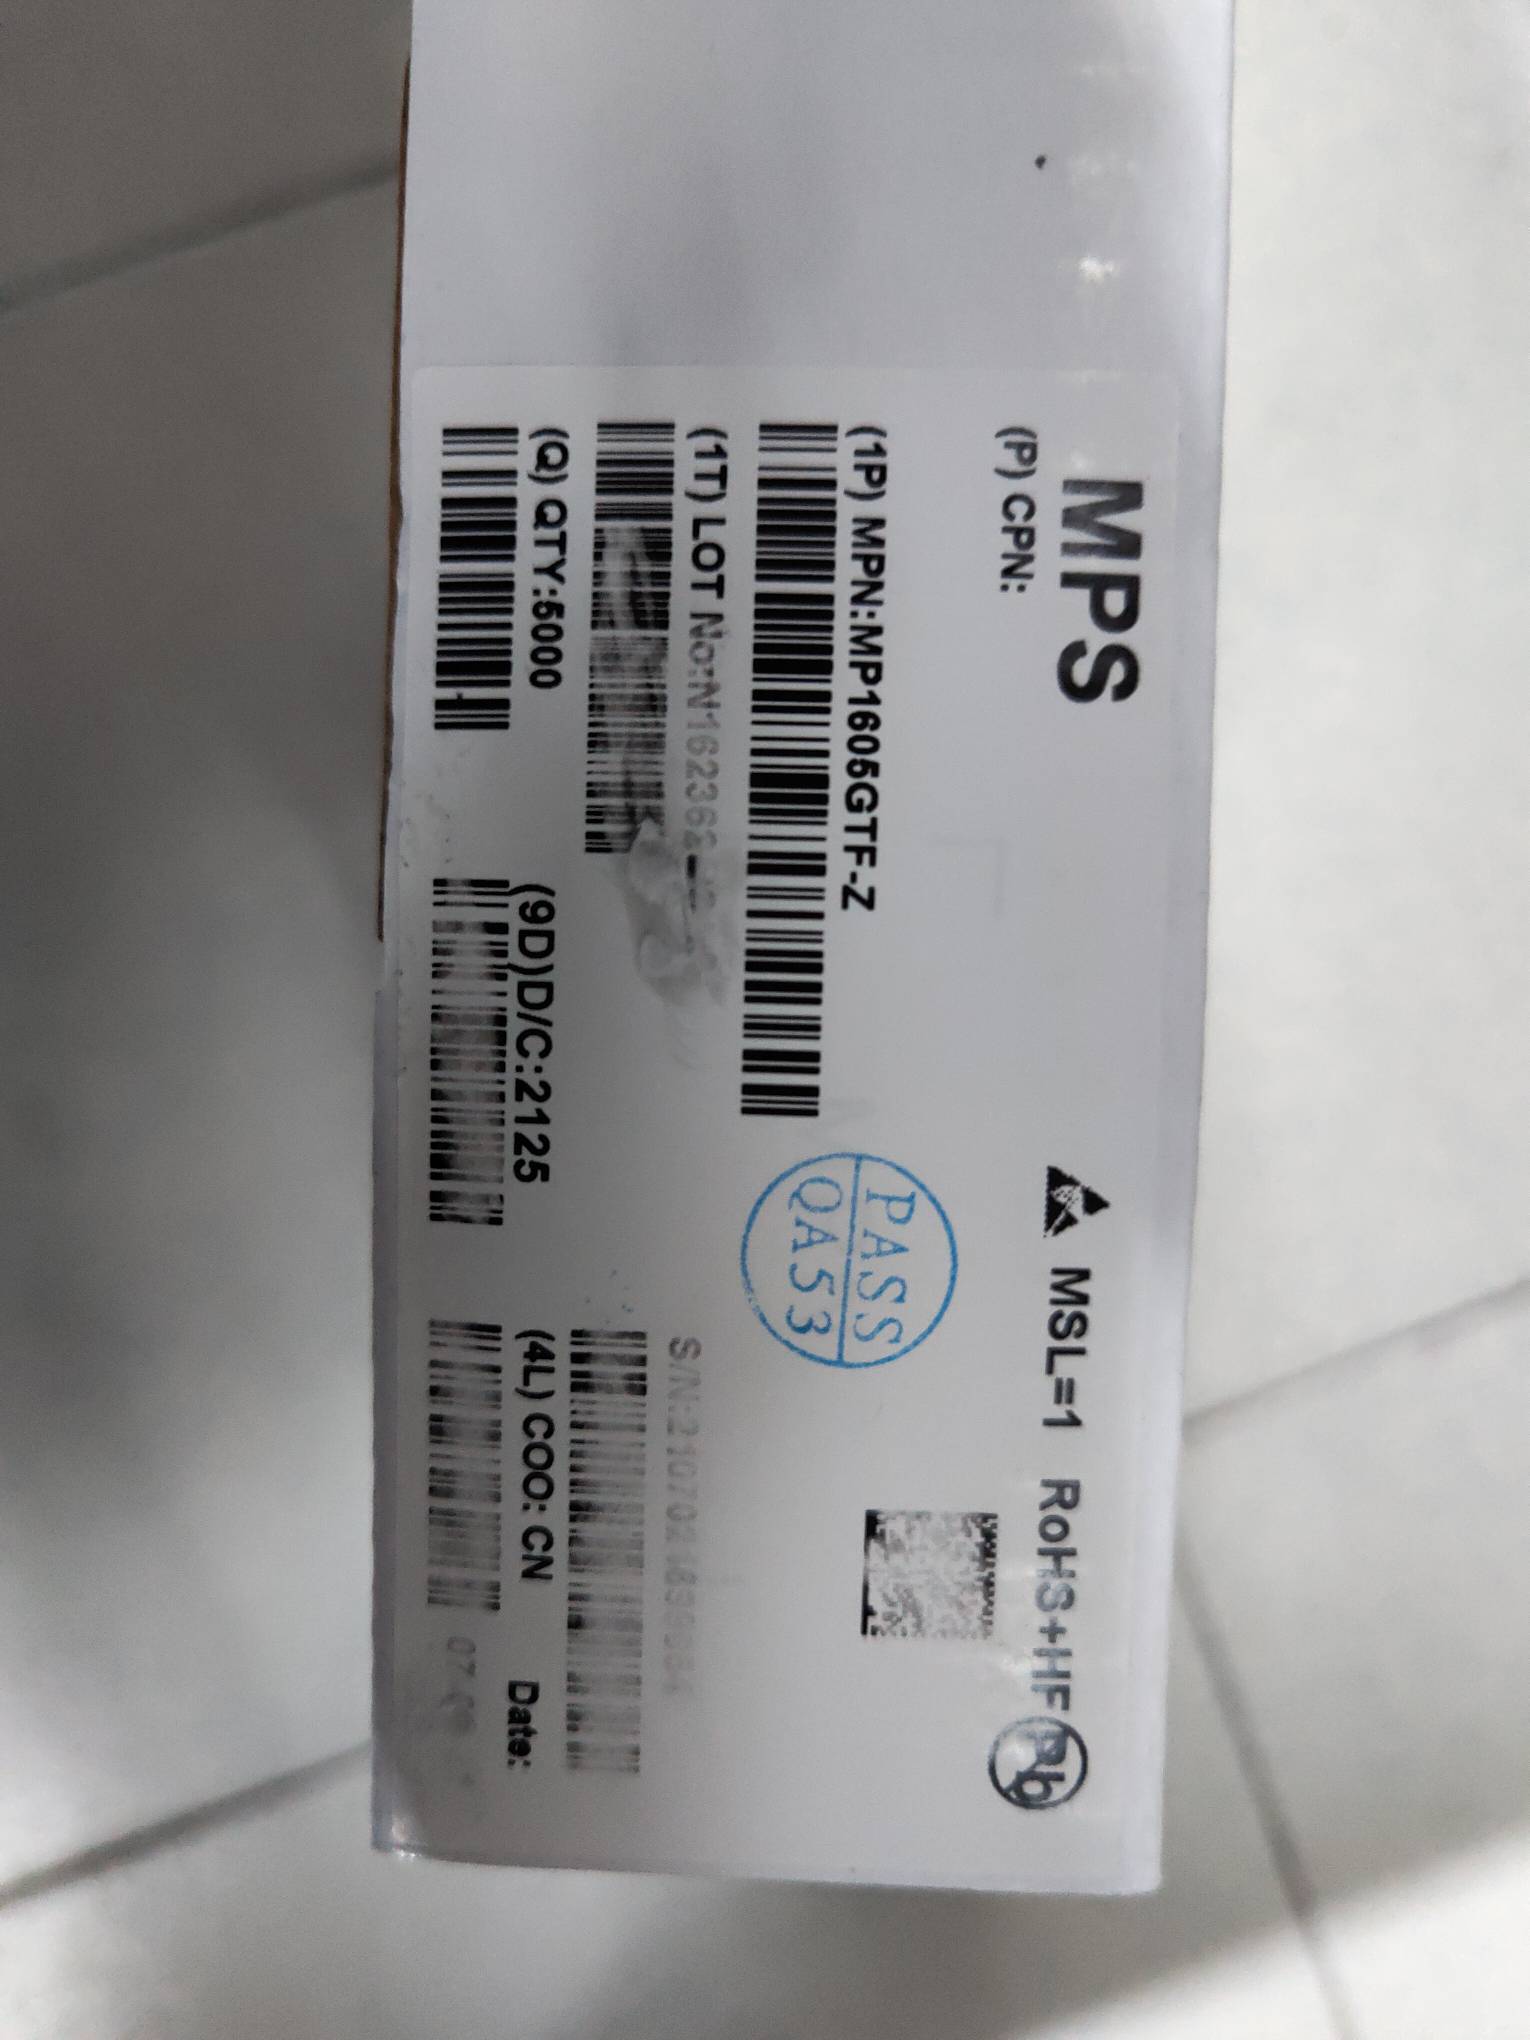 MPS
MSL=1 RoHS+HF Pb
(P) CPN:
(1P) MPN:MP1605GTF-Z
PASS
QA53
(1T) LOT No:
S/N:
(Q) QTY:5000
(9D)D/C:2125
(4L) COO: CN
Date: